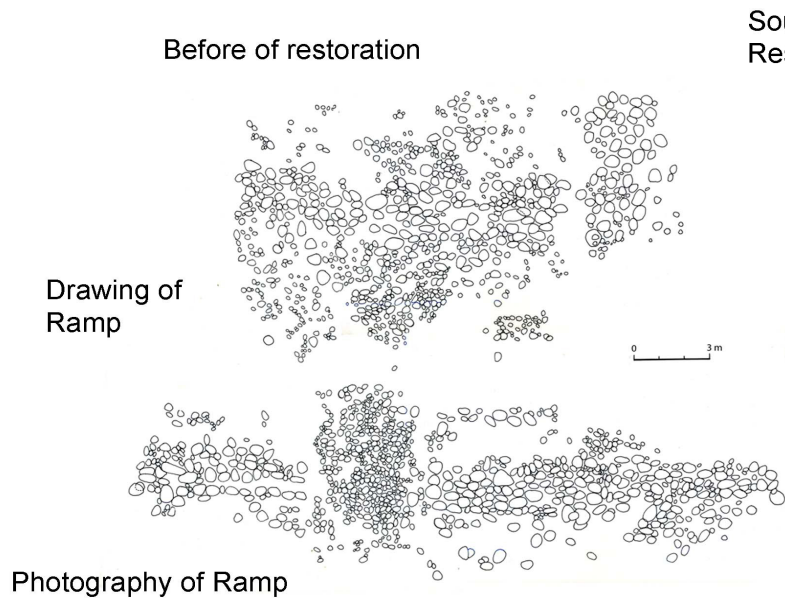 Before of restoration
Drawing of
Ramp
0 3 m
Photography of Ramp